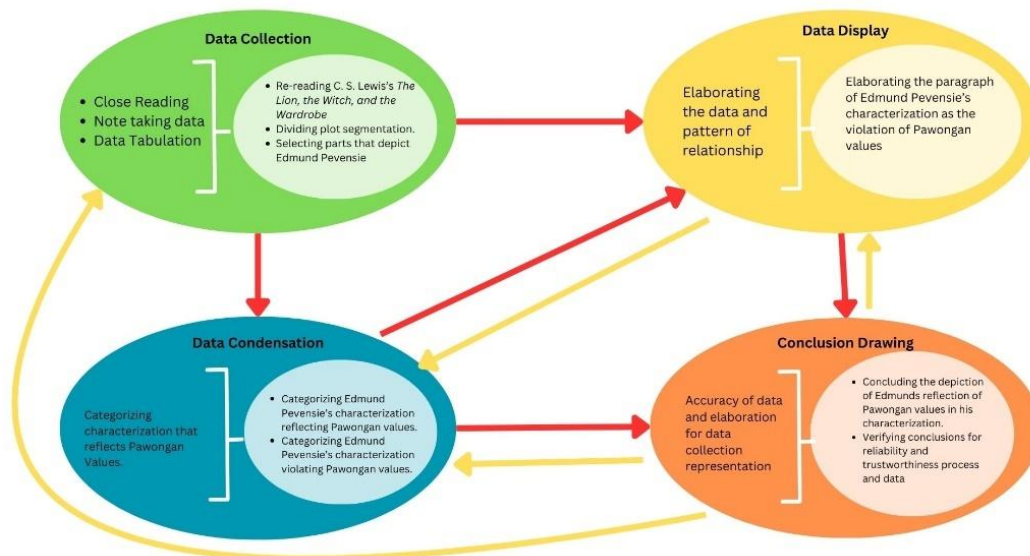 Data Collection
• Close Reading
• Note taking data
• Data Tabulation
• Re-reading C. S. Lewis's The
Lion, the Witch, and the
Wardrobe
• Dividing plot segmentation.
• Selecting parts that depict
Edmund Pevensie
Data Display
Elaborating
the data and
pattern of
relationship
Elaborating the paragraph
of Edmund Pevensie's
characterization as the
violation of Pawongan
values
Data Condensation
Categorizing
characterization that
reflects Pawongan
Values.
• Categorizing Edmund
Pevensie's characterization
reflecting Pawongan values.
• Categorizing Edmund
Pevensie's characterization
violating Pawongan values.
Conclusion Drawing
Accuracy of data
and elaboration
for data
collection
representation
• Concluding the depiction
of Edmunds reflection of
Pawongan values in his
characterization.
• Verifying conclusions for
reliability and
trustworthiness process and
data